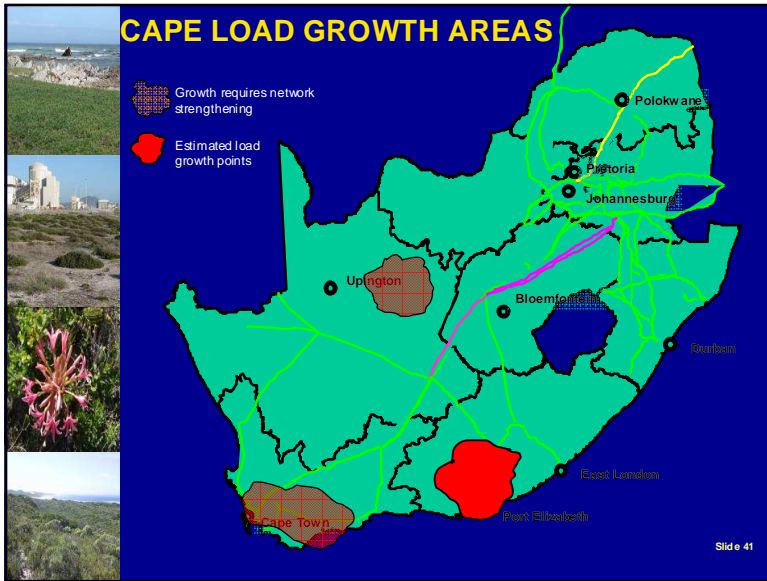 CAPE LOAD GROWTH AREAS
Growth requires network
strengthening
Estimated load
growth points
Polokwane
Pretoria
Johannesburg
Upington
Bloemfontein
Durban
East London
Port Elizabeth
Cape Town
Slide 41